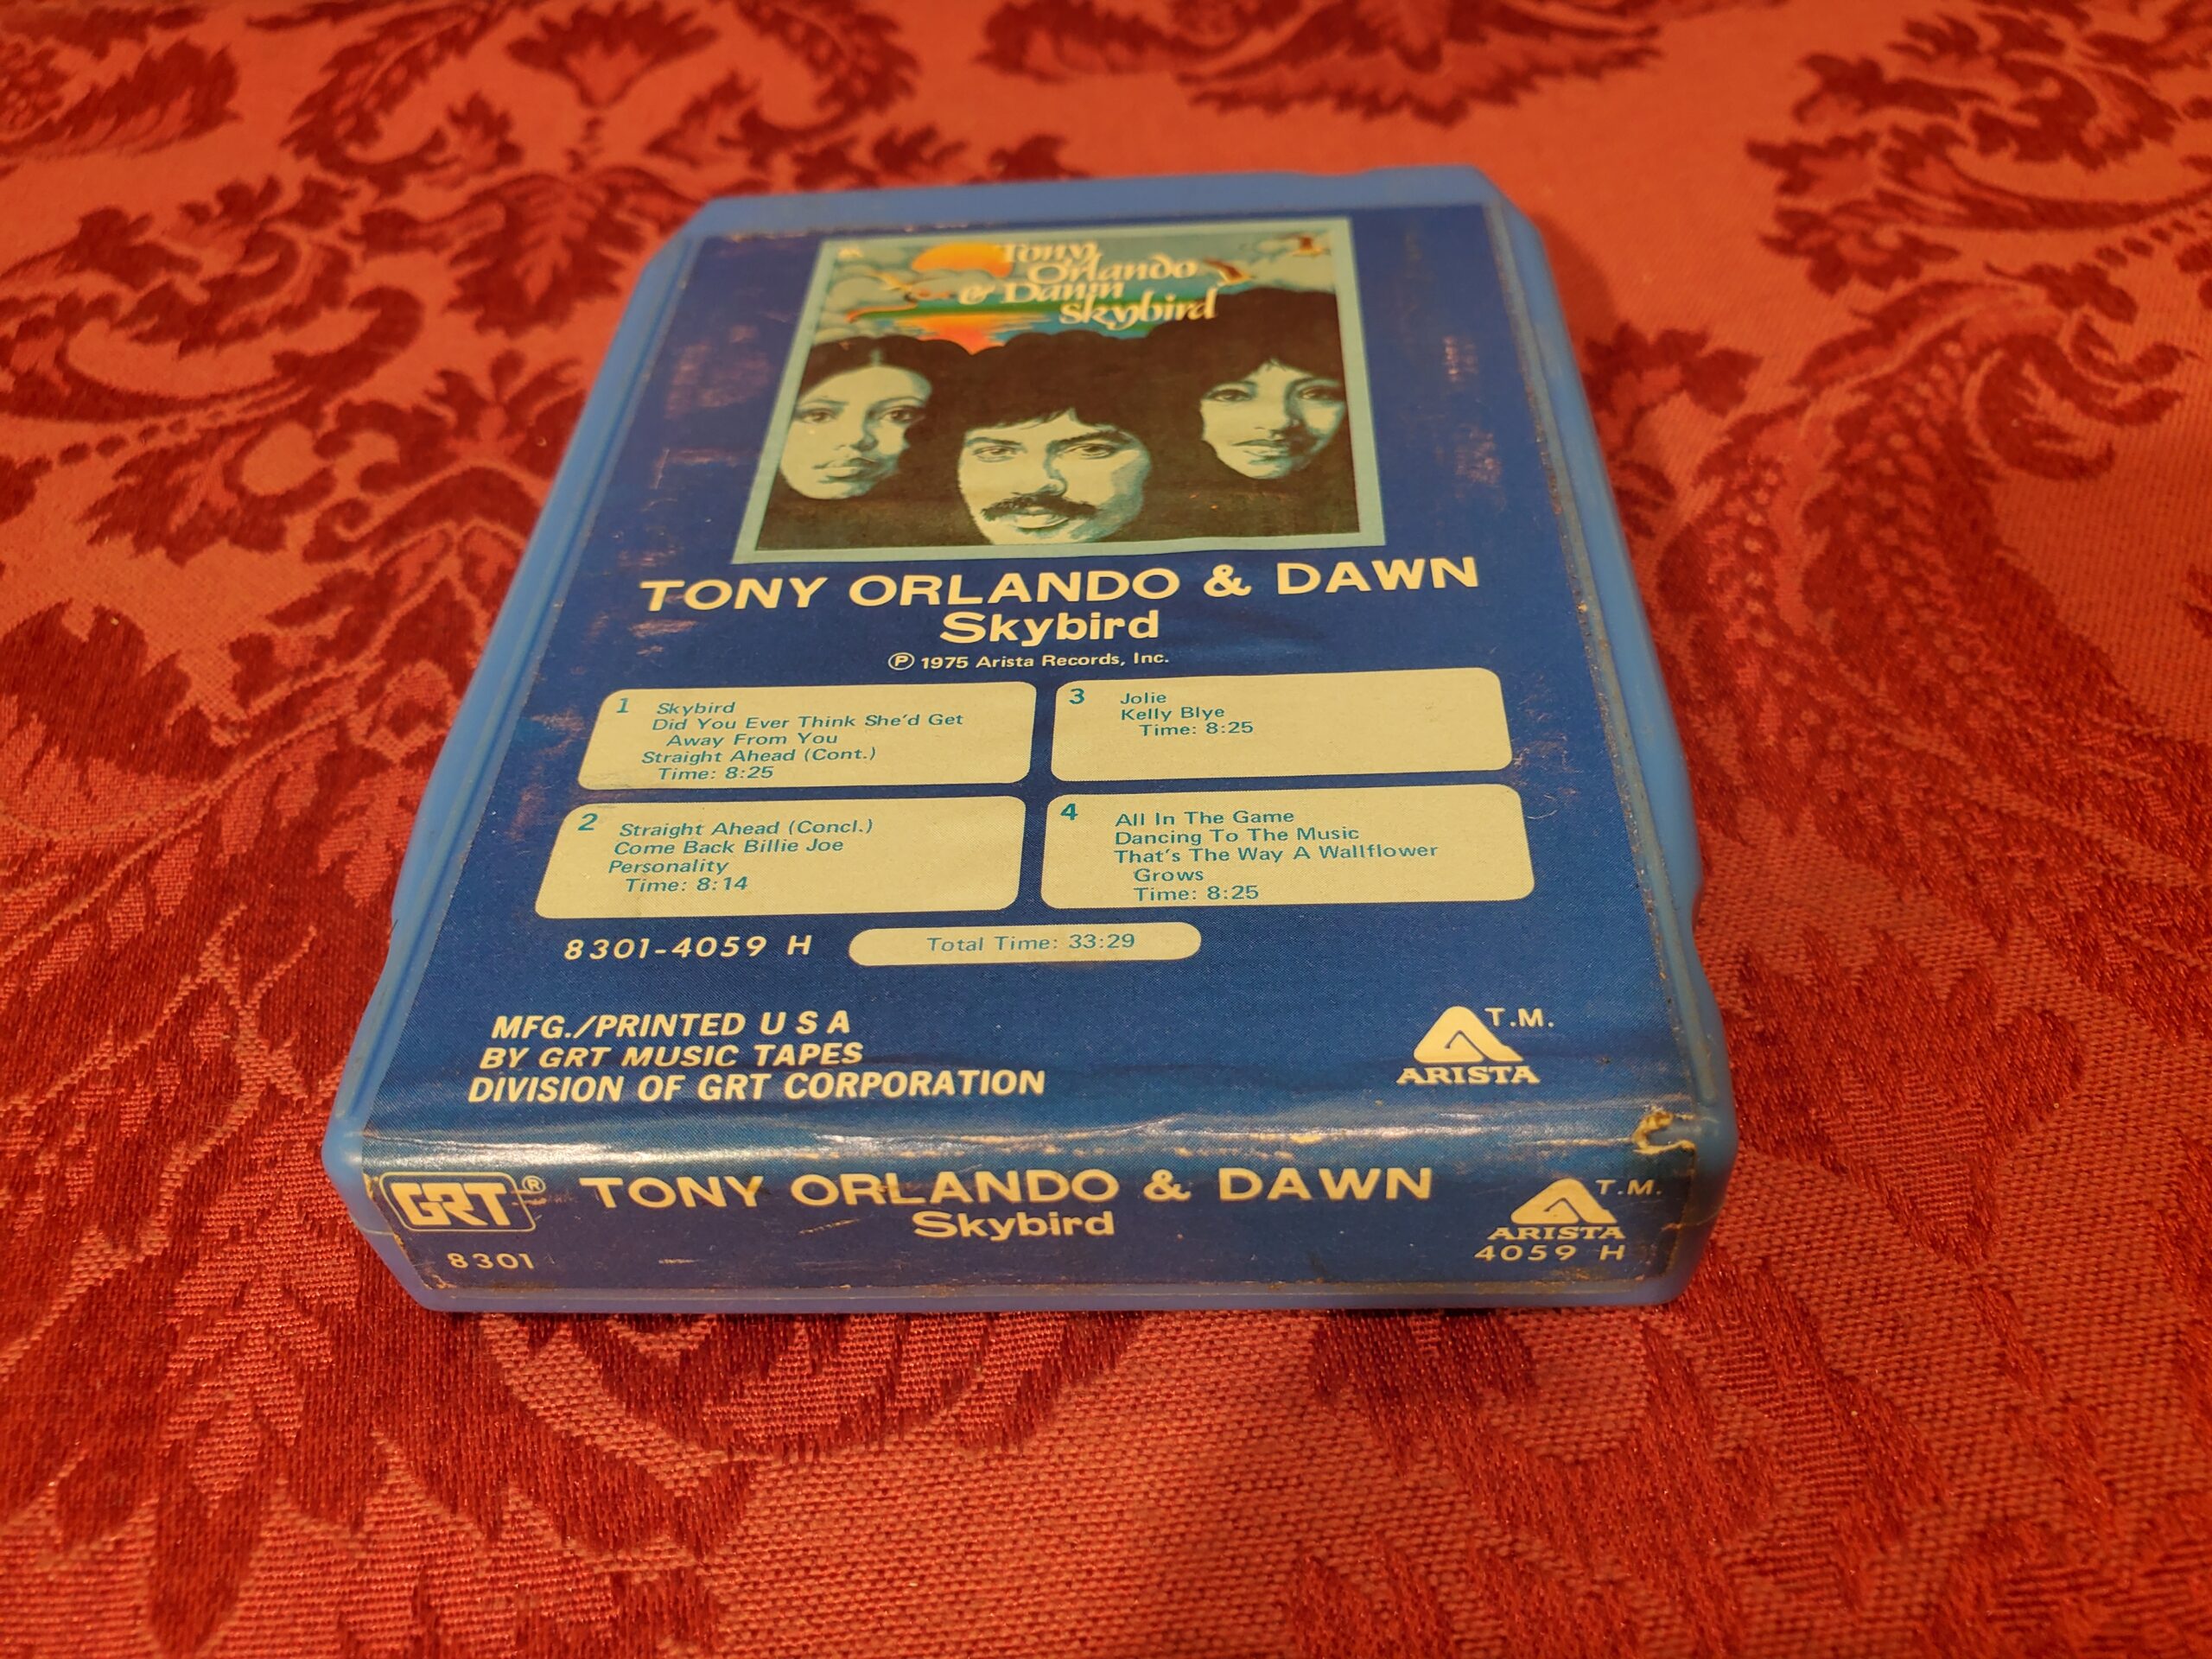 Tony
Orlando
& Dawn
Skybird
TONY ORLANDO & DAWN
Skybird
Ⓟ 1975 Arista Records, Inc.
1 Skybird
Did You Ever Think She'd Get
Away From You
Straight Ahead (Cont.)
Time: 8:25
2 Straight Ahead (Concl.)
Come Back Billie Joe
Personality
Time: 8:14
3 Jolie
Kelly Blye
Time: 8:25
4 All In The Game
Dancing To The Music
That's The Way A Wallflower
Grows
Time: 8:25
8301-4059 H
Total Time: 33:29
MFG./PRINTED U S A
BY GRT MUSIC TAPES
DIVISION OF GRT CORPORATION
T.M.
ARISTA
GRT®
TONY ORLANDO & DAWN
Skybird
8301
T.M.
ARISTA
4059 H